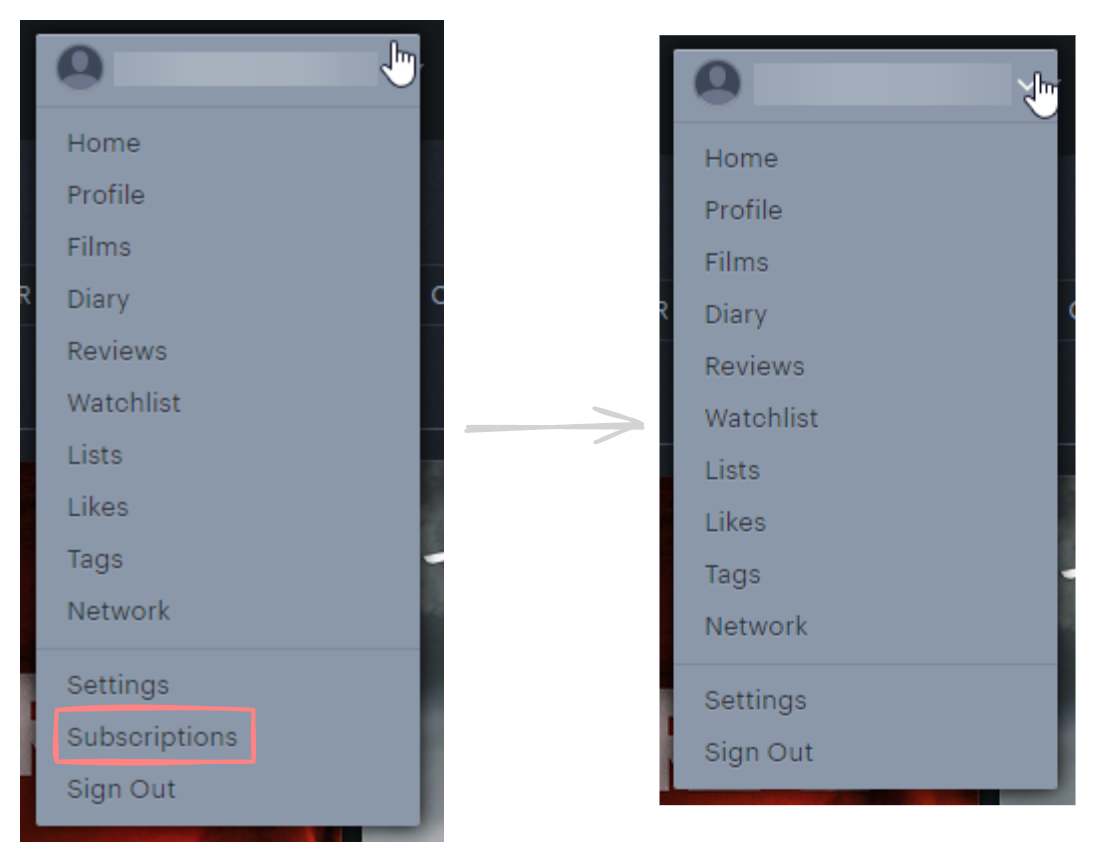 Home
Profile
Films
Diary
Reviews
Watchlist
Lists
Likes
Tags
Network
Settings
Subscriptions
Sign Out
Home
Profile
Films
Diary
Reviews
Watchlist
Lists
Likes
Tags
Network
Settings
Sign Out